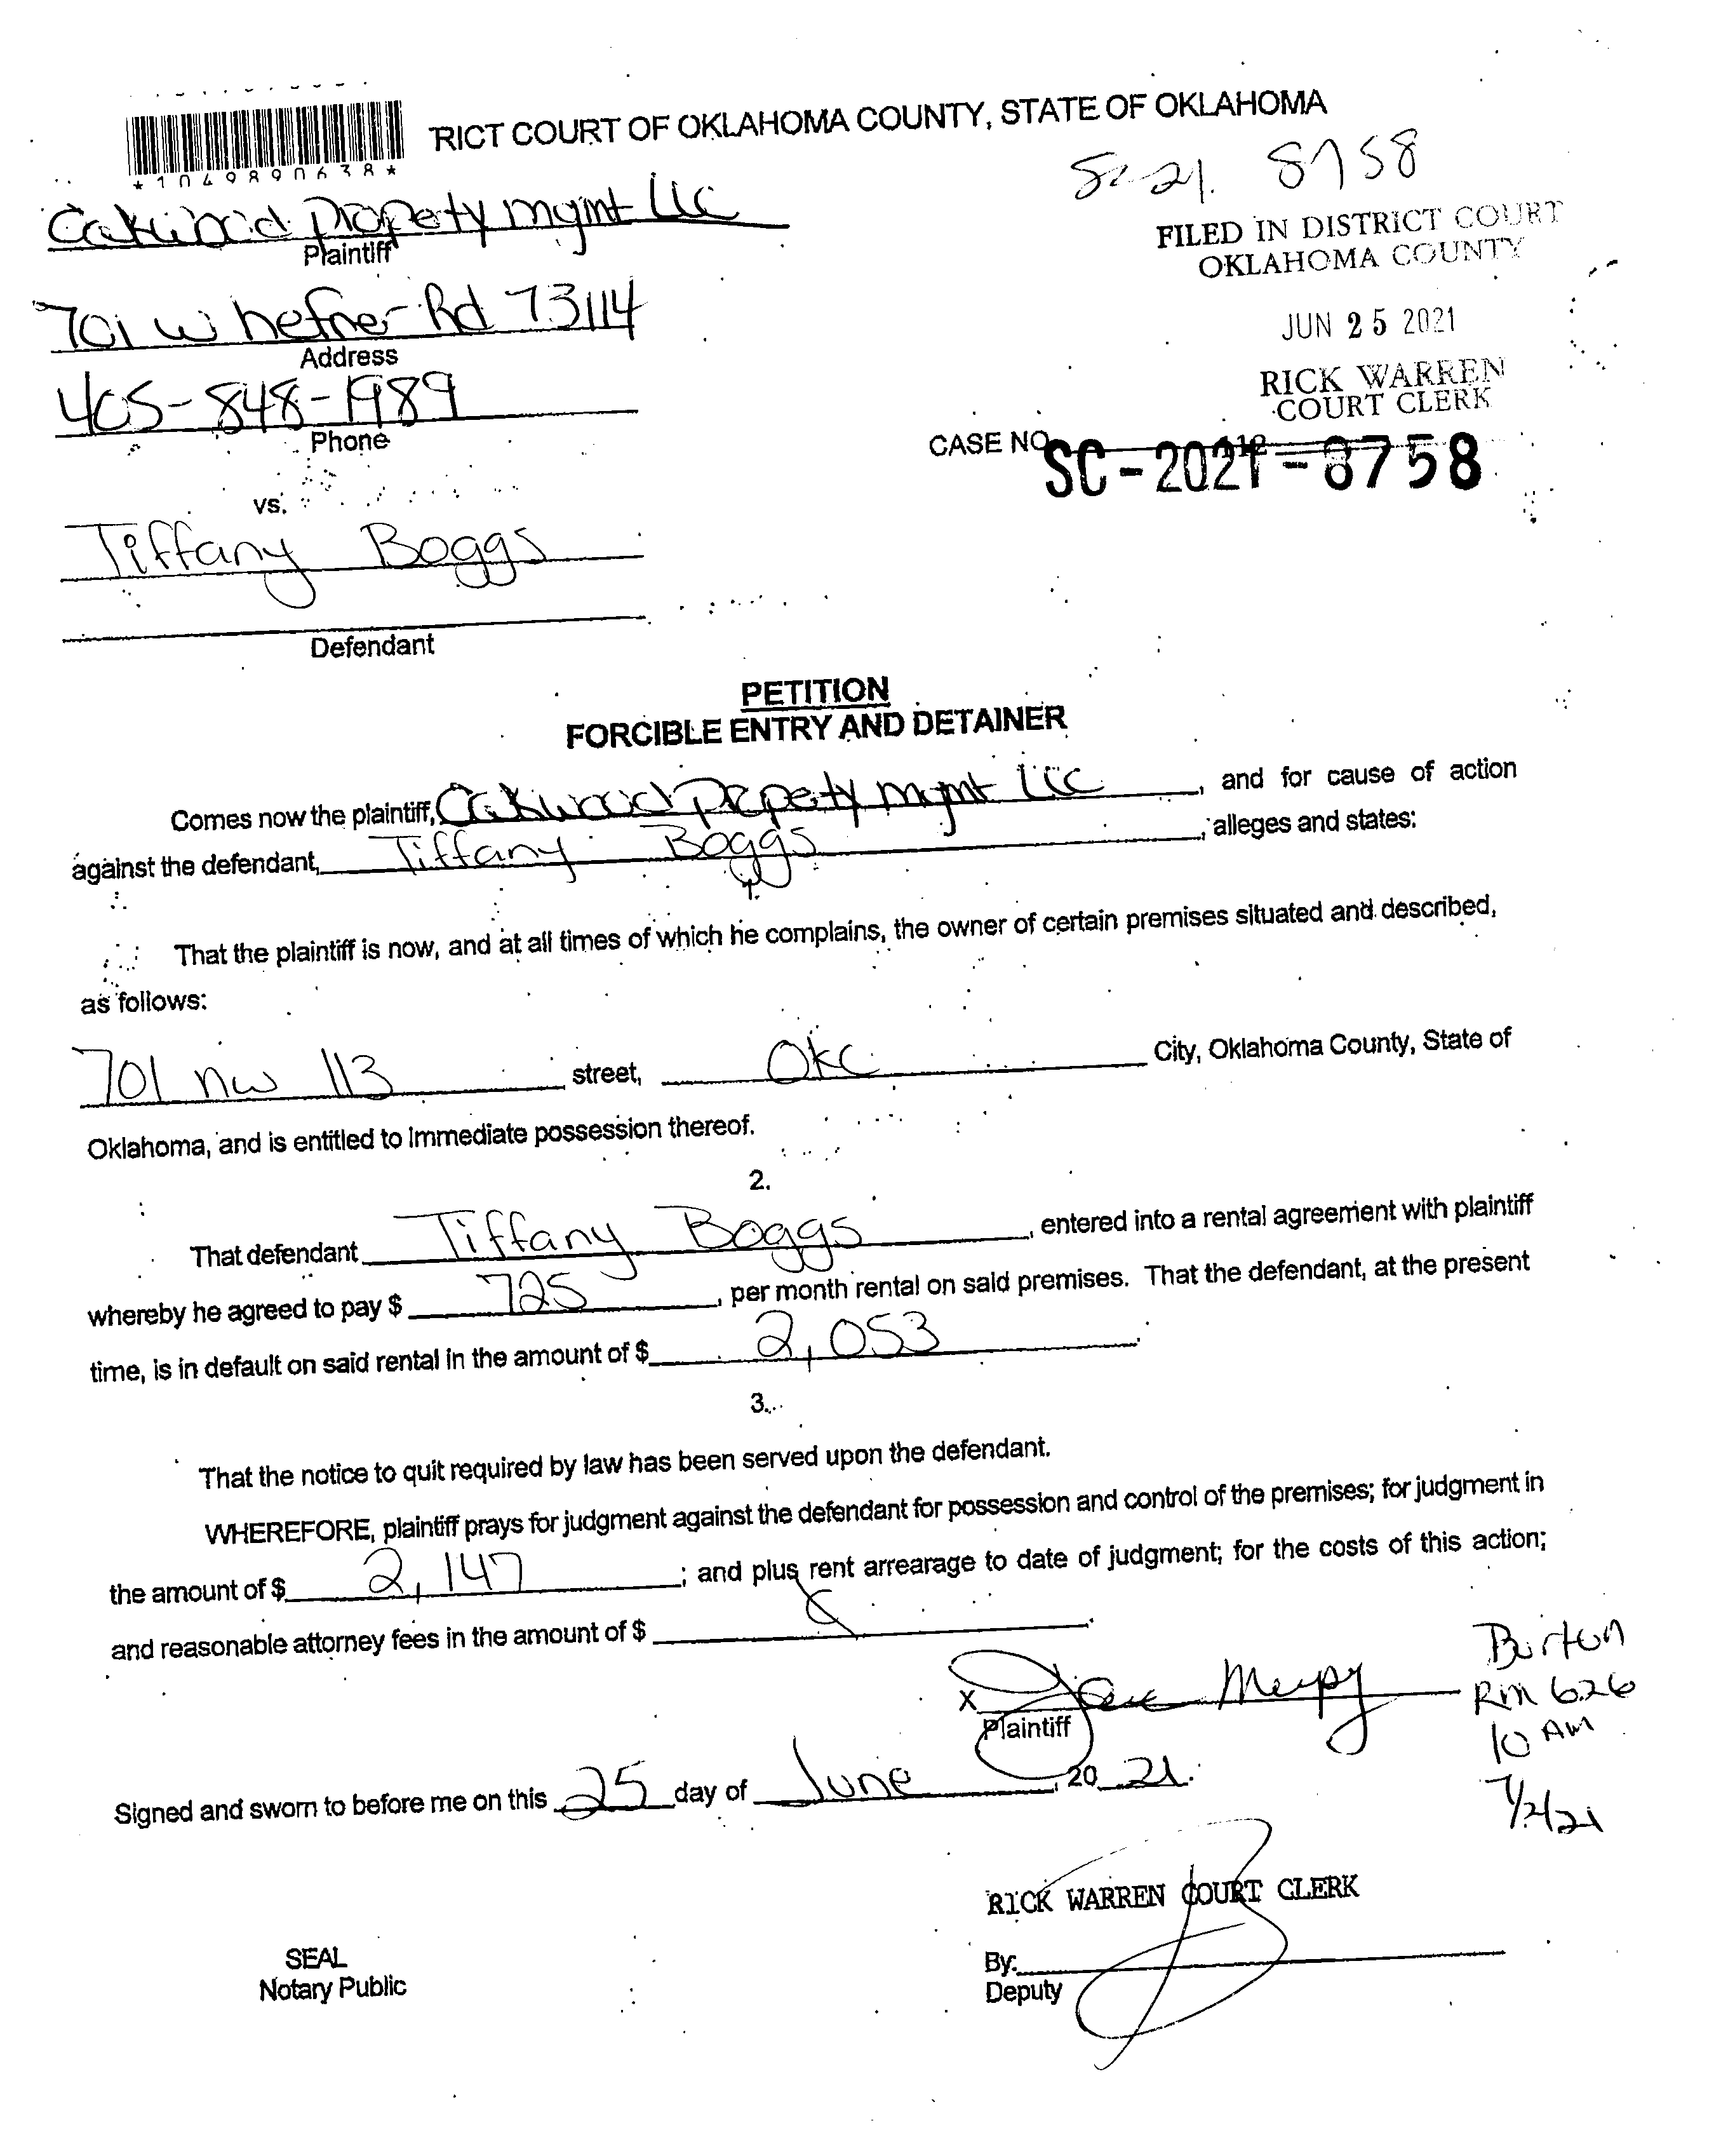 RICT COURT OF OKLAHOMA COUNTY, STATE OF OKLAHOMA
*1049890638*
SC-21. 8758
Oakwood Propety mgmt llc
Plaintiff
FILED IN DISTRICT COURT
OKLAHOMA COUNTY
701 w hefner Rd 73114
Address
JUN 25 2021
405-848-1989
Phone
RICK WARREN
COURT CLERK
CASE NO.
SC-2021-8758
vs.
Tiffany Boggs
Defendant
PETITION
FORCIBLE ENTRY AND DETAINER
Comes now the plaintiff, Oakwood Propety mgmt llc, and for cause of action
against the defendant, Tiffany Boggs, alleges and states:
1.
That the plaintiff is now, and at all times of which he complains, the owner of certain premises situated and described,
as follows:
701 nw 113 street, OKC City, Oklahoma County, State of
Oklahoma, and is entitled to immediate possession thereof.
2.
That defendant Tiffany Boggs, entered into a rental agreement with plaintiff
whereby he agreed to pay $ 725, per month rental on said premises. That the defendant, at the present
time, is in default on said rental in the amount of $ 2,053.
3.
That the notice to quit required by law has been served upon the defendant.
WHEREFORE, plaintiff prays for judgment against the defendant for possession and control of the premises; for judgment in
the amount of $ 2,147; and plus rent arrearage to date of judgment; for the costs of this action;
and reasonable attorney fees in the amount of $
Burton
Rm 626
10 AM
7/2/21
X
Plaintiff
Signed and sworn to before me on this 25 day of June, 20 21.
RICK WARREN COURT CLERK
SEAL
Notary Public
By:
Deputy